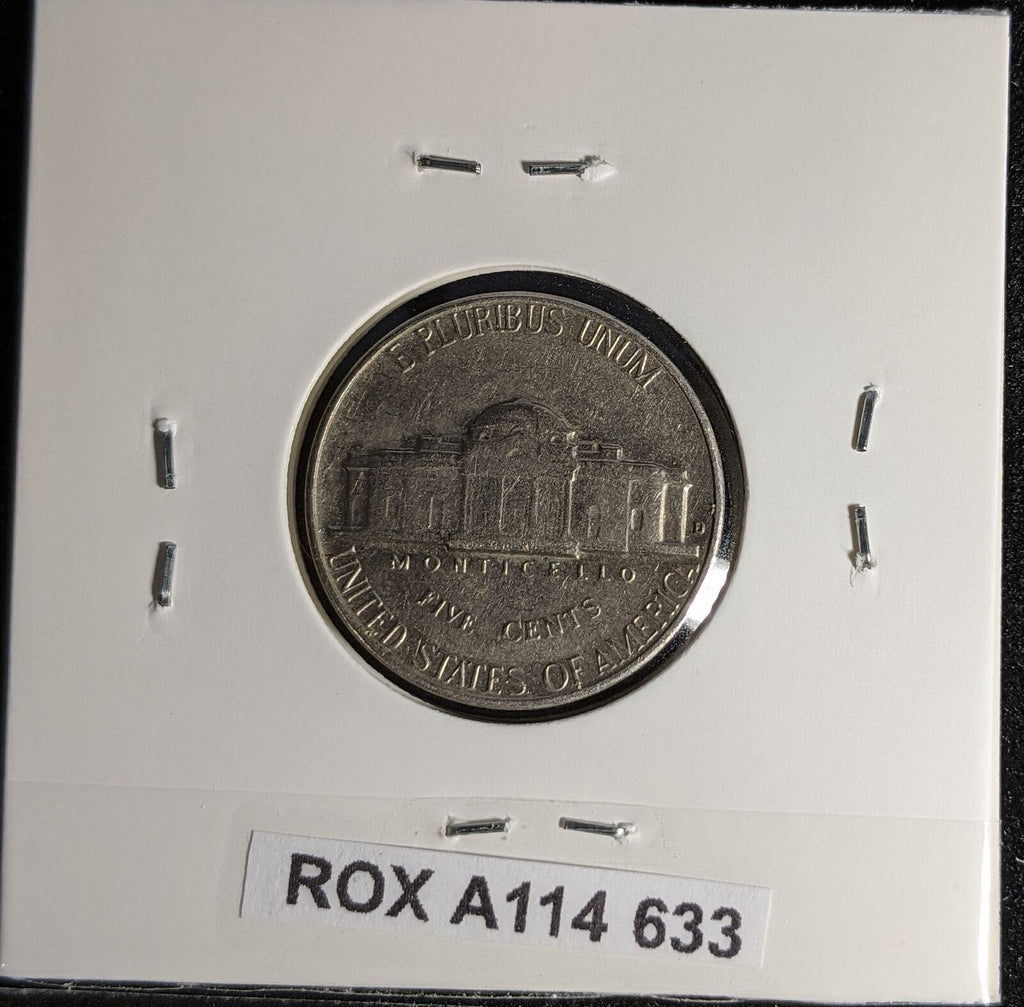 E PLURIBUS UNUM
MONTICELLO
FIVE CENTS
UNITED STATES OF AMERICA
D
ROX A114 633